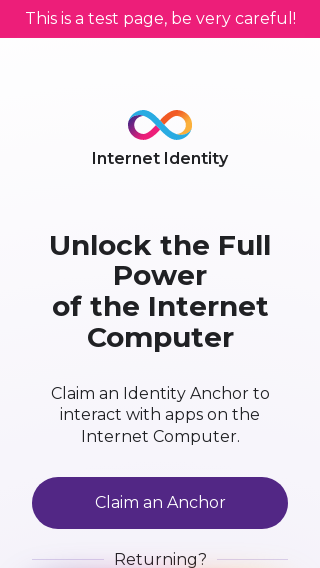 This is a test page, be very careful!
Internet Identity
Unlock the Full
Power
of the Internet
Computer
Claim an Identity Anchor to
interact with apps on the
Internet Computer.
Claim an Anchor
Returning?